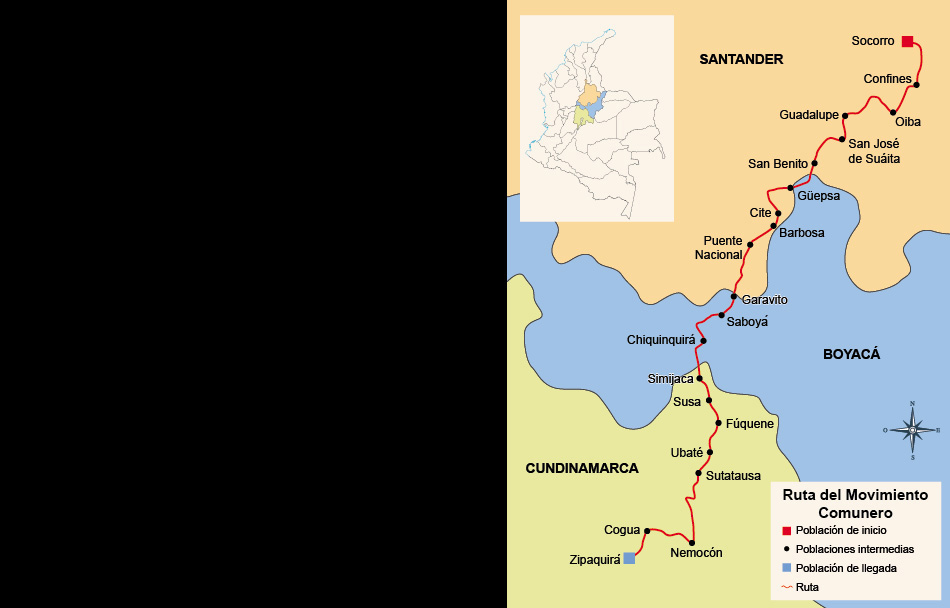 Socorro
SANTANDER
Confines
Guadalupe
Oiba
San José
de Suáita
San Benito
Güepsa
Cite
Barbosa
Puente
Nacional
Garavito
Saboyá
Chiquinquirá
BOYACÁ
Simijaca
Susa
Fúquene
Ubaté
CUNDINAMARCA
Sutatausa
Cogua
Nemocón
Zipaquirá
N
O
E
S
Ruta del Movimiento
Comunero
Población de inicio
Poblaciones intermedias
Población de llegada
Ruta